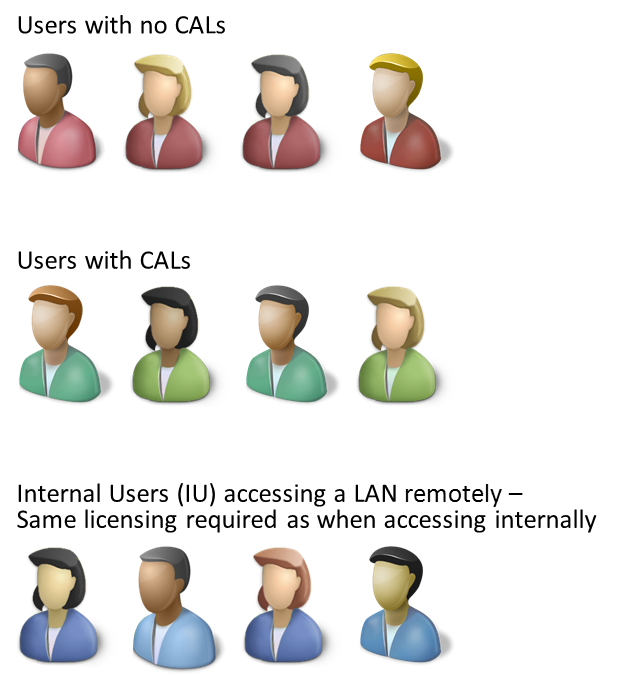 Users with no CALs
Users with CALs
Internal Users (IU) accessing a LAN remotely –
Same licensing required as when accessing internally